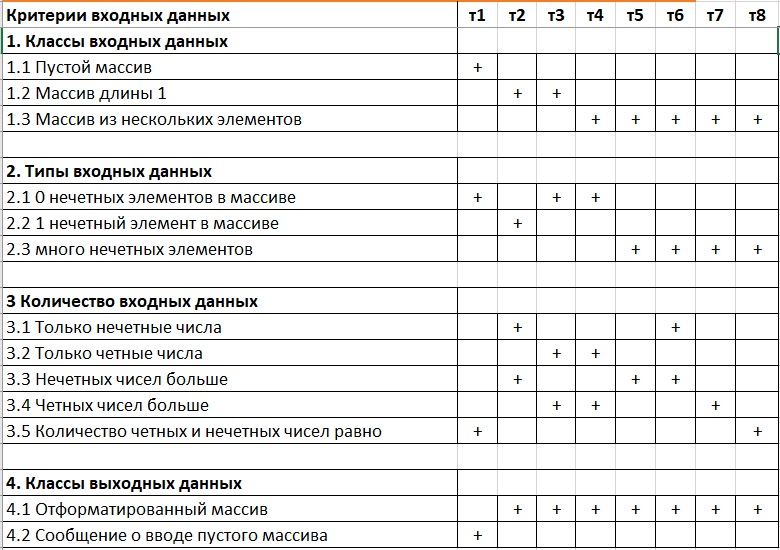 Критерии входных данных т1 т2 т3 т4 т5 т6 т7 т8
1. Классы входных данных
1.1 Пустой массив +
1.2 Массив длины 1 + +
1.3 Массив из нескольких элементов + + + + +
2. Типы входных данных
2.1 0 нечетных элементов в массиве + + +
2.2 1 нечетный элемент в массиве +
2.3 много нечетных элементов + + + +
3 Количество входных данных
3.1 Только нечетные числа + +
3.2 Только четные числа + +
3.3 Нечетных чисел больше + + +
3.4 Четных чисел больше + + +
3.5 Количество четных и нечетных чисел равно + +
4. Классы выходных данных
4.1 Отформатированный массив + + + + + + +
4.2 Сообщение о вводе пустого массива +